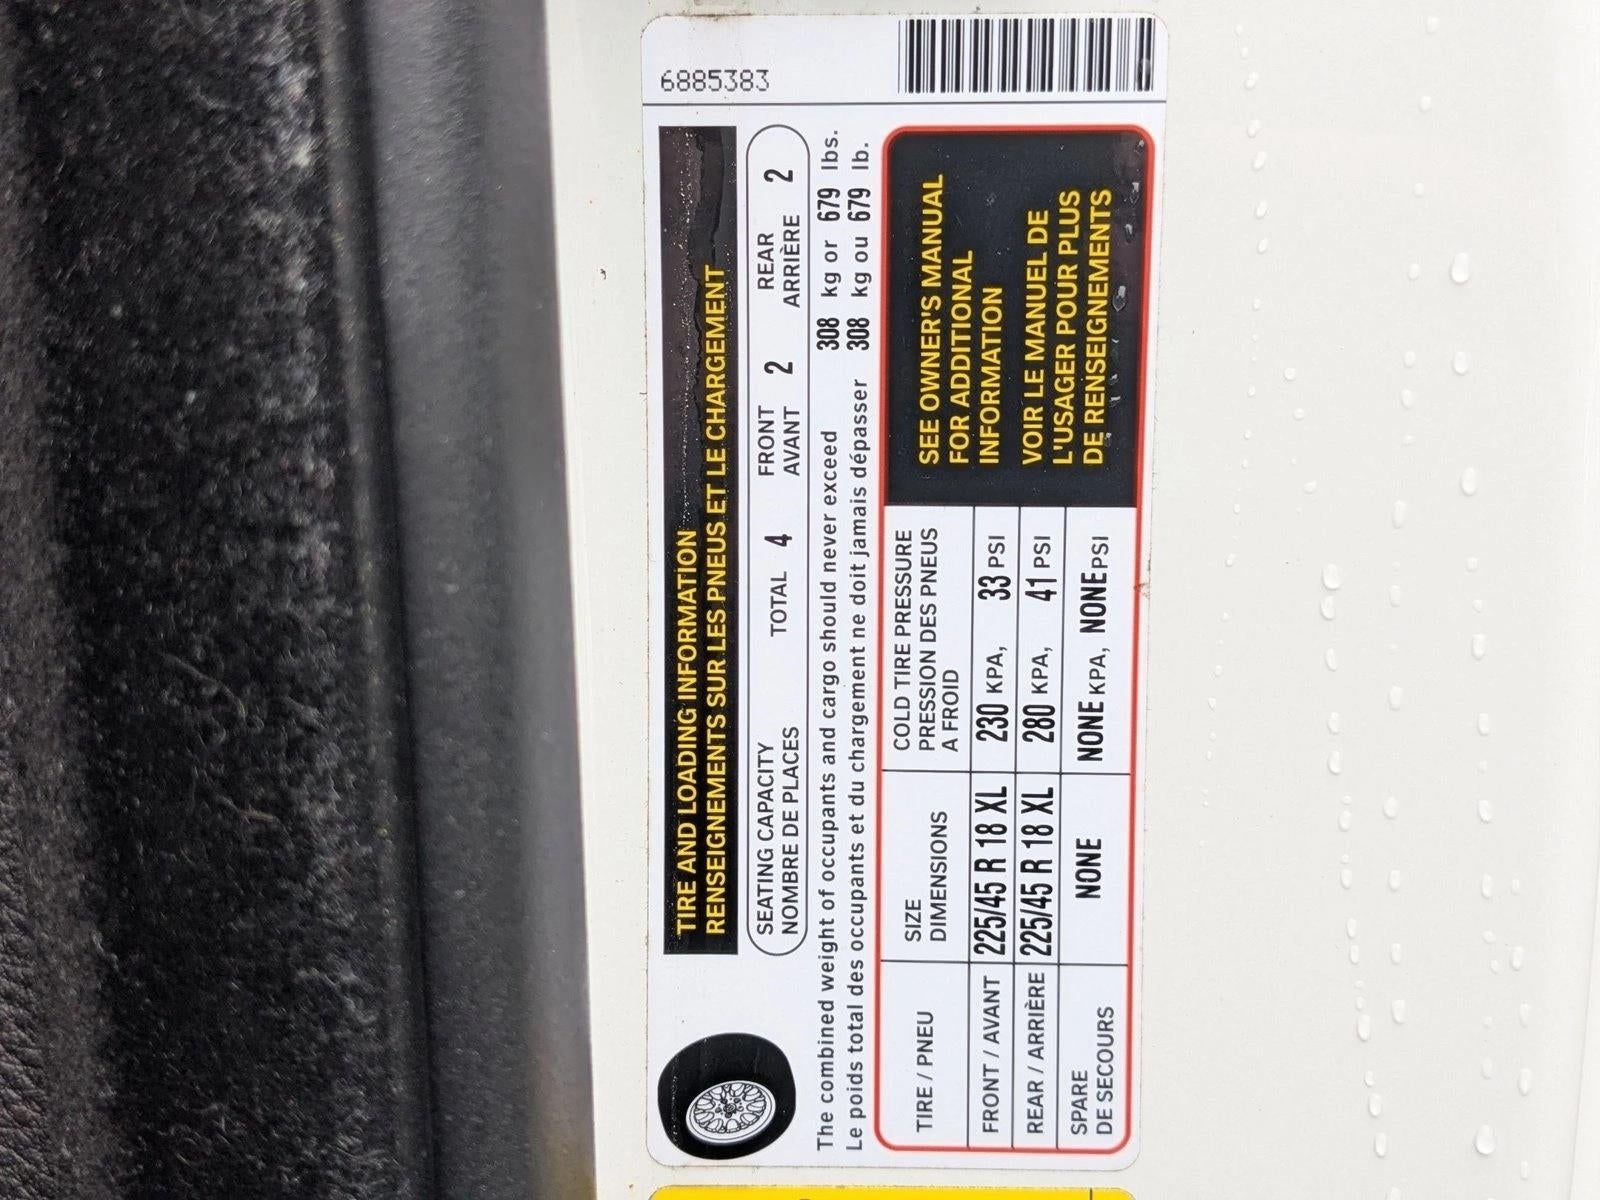 6885383
TIRE AND LOADING INFORMATION
RENSEIGNEMENTS SUR LES PNEUS ET LE CHARGEMENT
SEATING CAPACITY
NOMBRE DE PLACES
TOTAL 4
FRONT
AVANT 2
REAR
ARRIÈRE 2
The combined weight of occupants and cargo should never exceed 308 kg or 679 lbs.
Le poids total des occupants et du chargement ne doit jamais dépasser 308 kg ou 679 lb.
TIRE / PNEU
SIZE
DIMENSIONS
COLD TIRE PRESSURE
PRESSION DES PNEUS
A FROID
FRONT / AVANT 225/45 R 18 XL 230 KPA, 33 PSI
REAR / ARRIÈRE 225/45 R 18 XL 280 KPA, 41 PSI
SPARE
DE SECOURS
NONE
NONE KPA, NONE PSI
SEE OWNER'S MANUAL
FOR ADDITIONAL
INFORMATION
VOIR LE MANUEL DE
L'USAGER POUR PLUS
DE RENSEIGNEMENTS